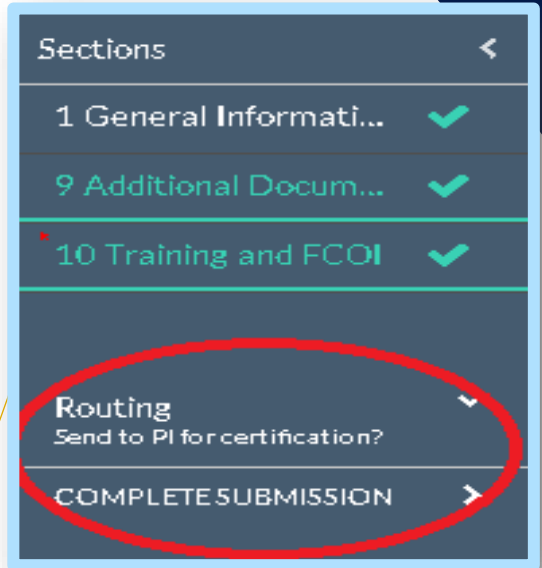 Sections
1 General Informati...
9 Additional Docum...
* 10 Training and FCOI
Routing
Send to PI for certification?
COMPLETE SUBMISSION